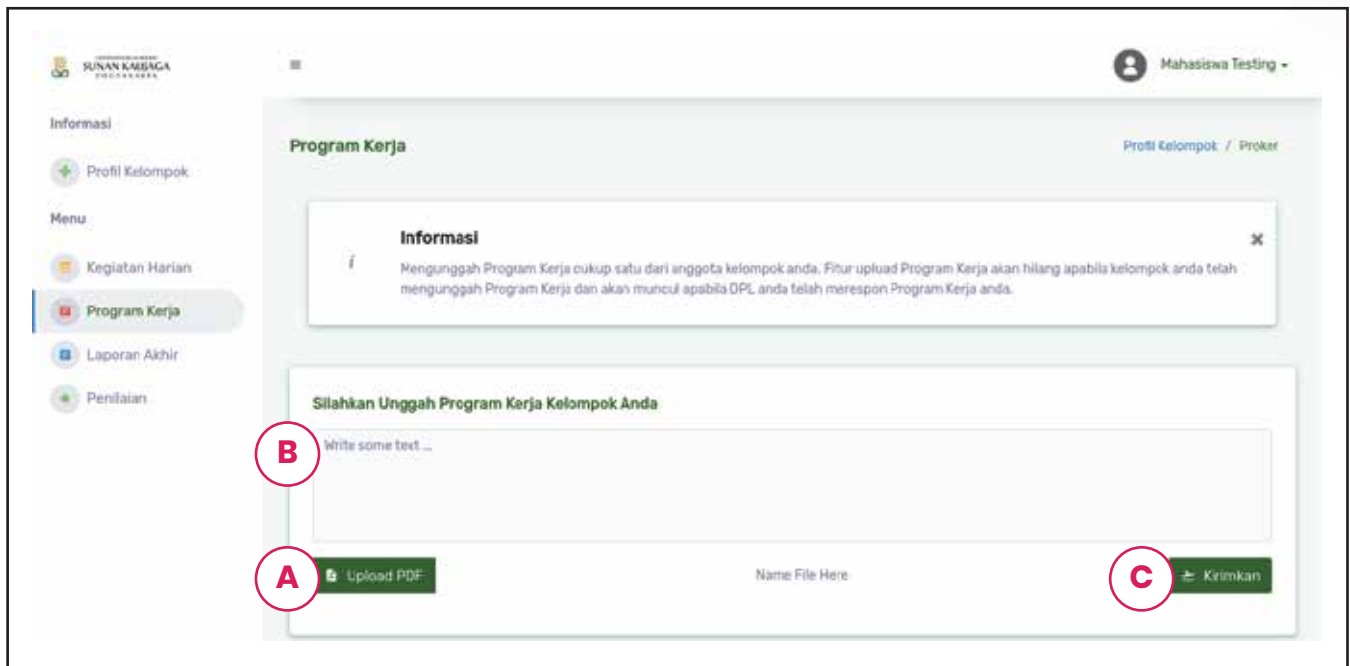 SUNAN KALIJAGA
YOGYAKARTA
Mahasiswa Testing
Informasi
Profil Kelompok
Menu
Kegiatan Harian
Program Kerja
Laporan Akhir
Penilaian
Program Kerja
Profil Kelompok / Proker
Informasi
i
Mengunggah Program Kerja cukup satu dari anggota kelompok anda. Fitur upload Program Kerja akan hilang apabila kelompok anda telah
mengunggah Program Kerja dan akan muncul apabila DPL anda telah merespon Program Kerja anda.
Silahkan Unggah Program Kerja Kelompok Anda
B
Write some text ...
A
Upload PDF
Name File Here
C
Kirimkan